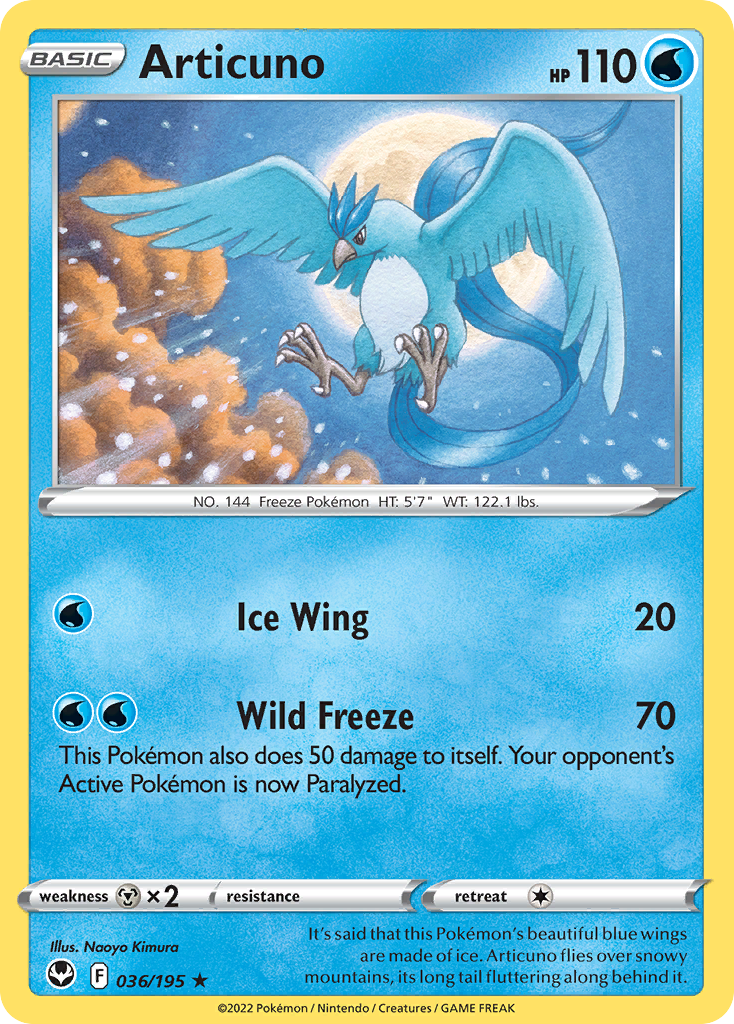 BASIC Articuno HP 110
NO. 144 Freeze Pokémon HT: 5'7" WT: 122.1 lbs.
Ice Wing 20
Wild Freeze 70
This Pokémon also does 50 damage to itself. Your opponent's
Active Pokémon is now Paralyzed.
weakness ×2 resistance retreat
It's said that this Pokémon's beautiful blue wings
are made of ice. Articuno flies over snowy
mountains, its long tail fluttering along behind it.
Illus. Naoyo Kimura
F 036/195 ★
©2022 Pokémon / Nintendo / Creatures / GAME FREAK